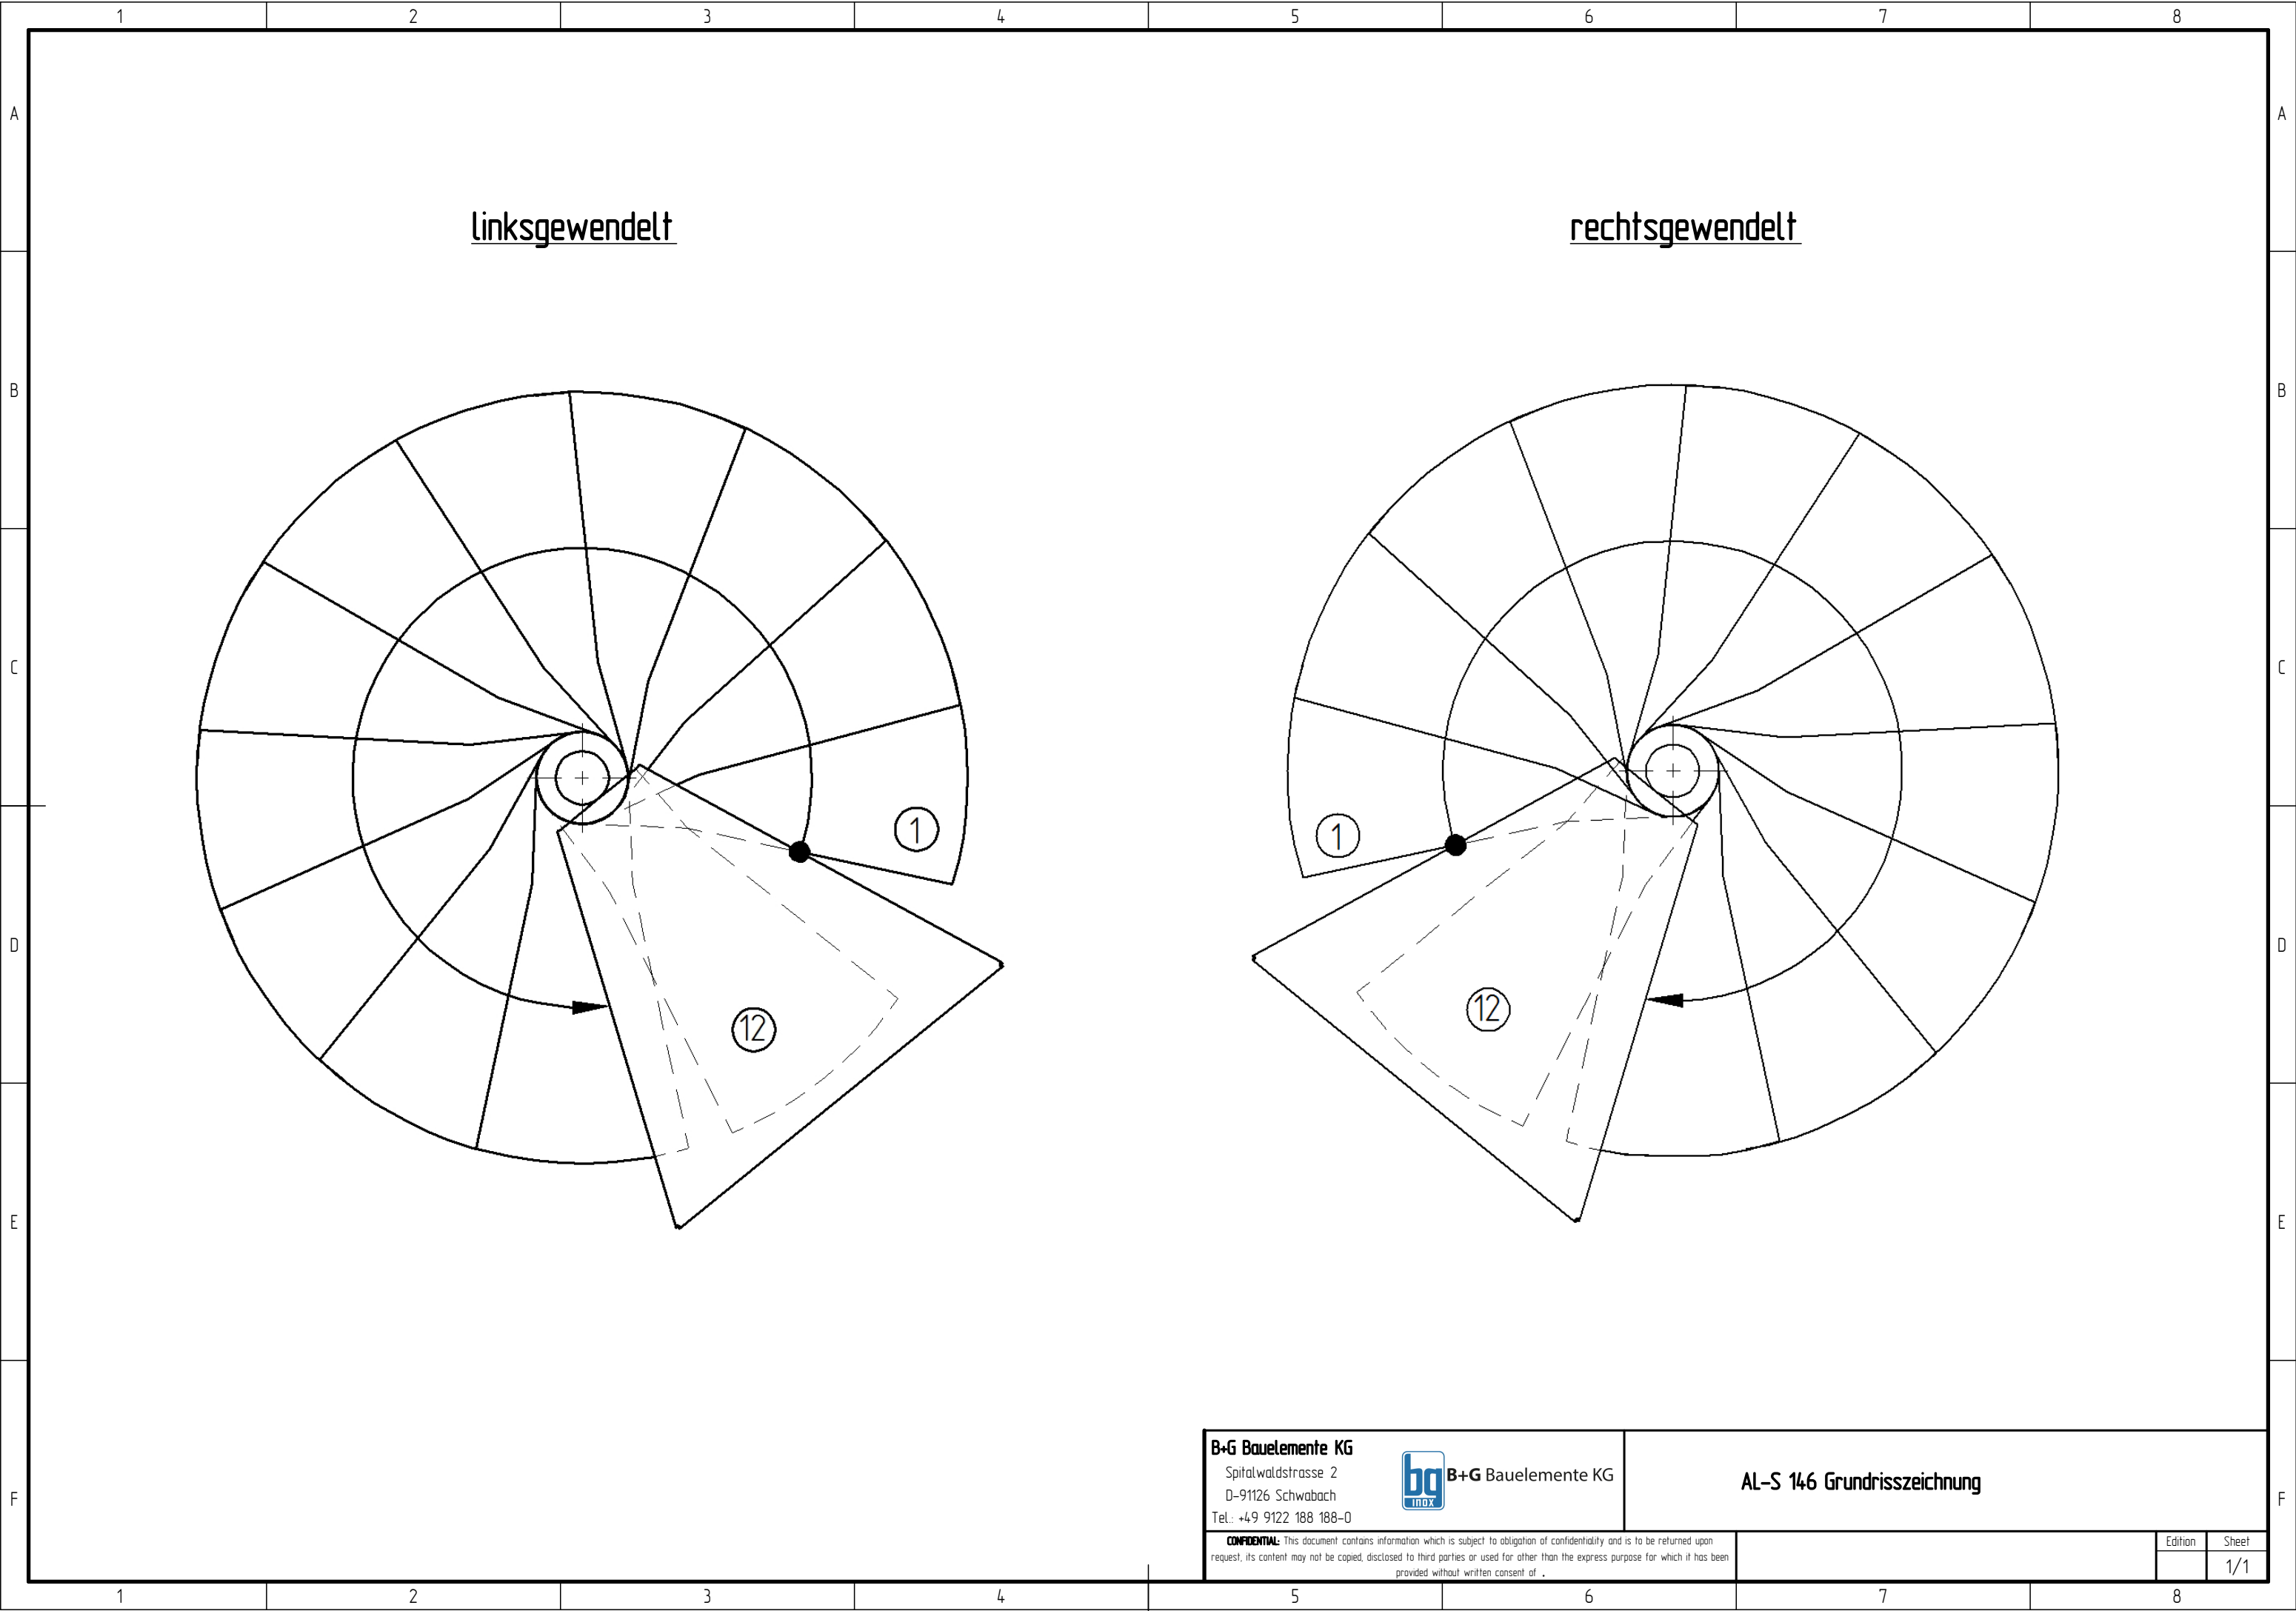 1 2 3 4 5 6 7 8
A A
linksgewendelt rechtsgewendelt
B B
C C
1 1
D D
12 12
E E
B+G Bauelemente KG
Spitalwaldstrasse 2
D-91126 Schwabach
Tel.: +49 9122 188 188-0
bg
inox
B+G Bauelemente KG
AL-S 146 Grundrisszeichnung
F F
CONFIDENTIAL: This document contains information which is subject to obligation of confidentiality and is to be returned upon
request, its content may not be copied, disclosed to third parties or used for other than the express purpose for which it has been
provided without written consent of .
Edition Sheet
1/1
1 2 3 4 5 6 7 8